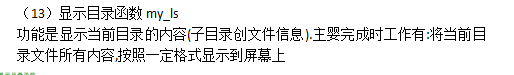 （13）显示目录函数 my_ls
功能是显示当前目录的内容(子目录创文件信息).主婴完成时工作有:将当前目
录文件所有内容,按照一定格式显示到屏幕上